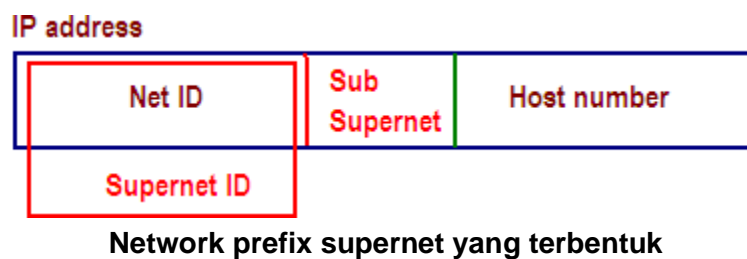 IP address
Net ID
Sub
Supernet
Host number
Supernet ID
Network prefix supernet yang terbentuk